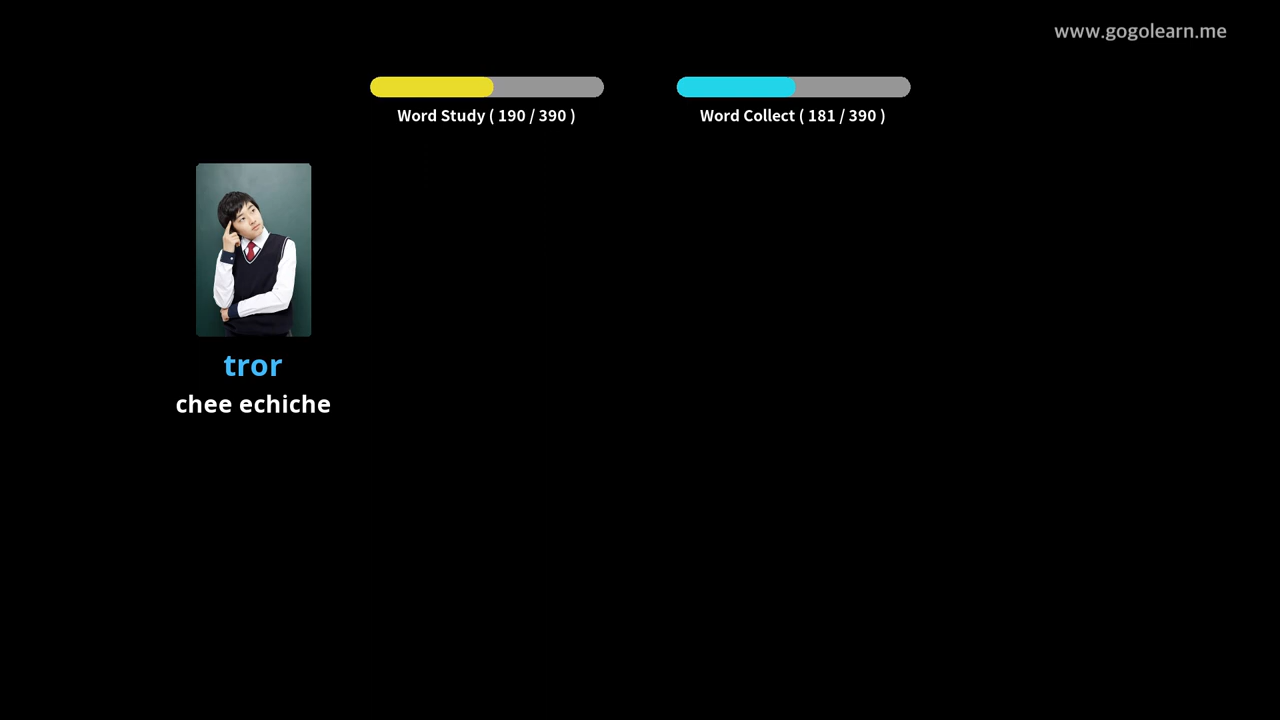 www.gogolearn.me
Word Study ( 190 / 390 )
Word Collect ( 181 / 390 )
tror
chee echiche